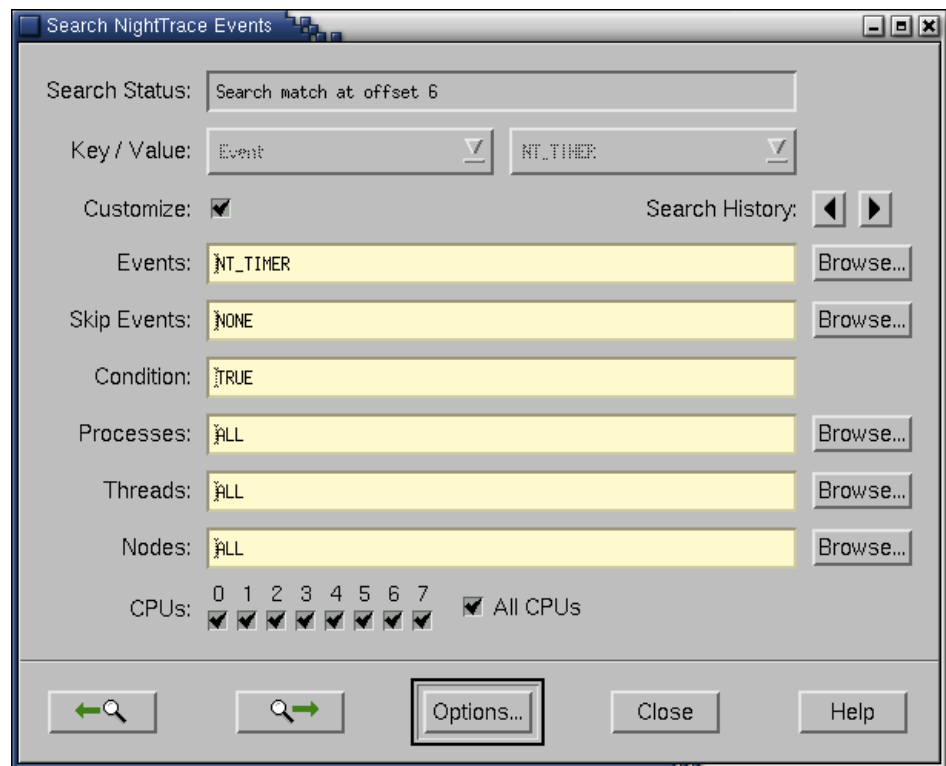 Search NightTrace Events
Search Status: Search match at offset 6
Key / Value: Event NT_TIMER
Customize: Search History:
Events: NT_TIMER Browse...
Skip Events: NONE Browse...
Condition: TRUE
Processes: ALL Browse...
Threads: ALL Browse...
Nodes: ALL Browse...
0 1 2 3 4 5 6 7
CPUs: All CPUs
Options... Close Help